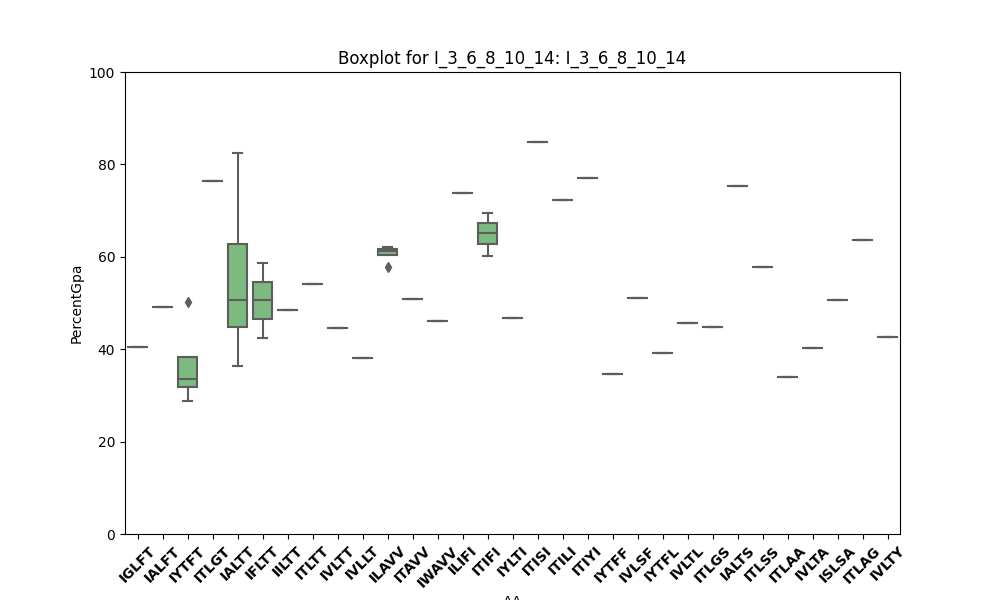 Boxplot for I_3_6_8_10_14: I_3_6_8_10_14
100
80
60
40
20
0
PercentGpa
IGLFT IALFT IYTFT ITLGT IALTT IFLTT IILTT ITLTT IVLTT IVLLT ILAVV ITAVV IWAVV ILIFI ITIFI IYLTI ITISI ITILI ITIYI IYTFF IVLSF IYTFL IVLTL ITLGS IALTS ITLSS ITLAA IVLTA ISLSA ITLAG IVLTY
AA